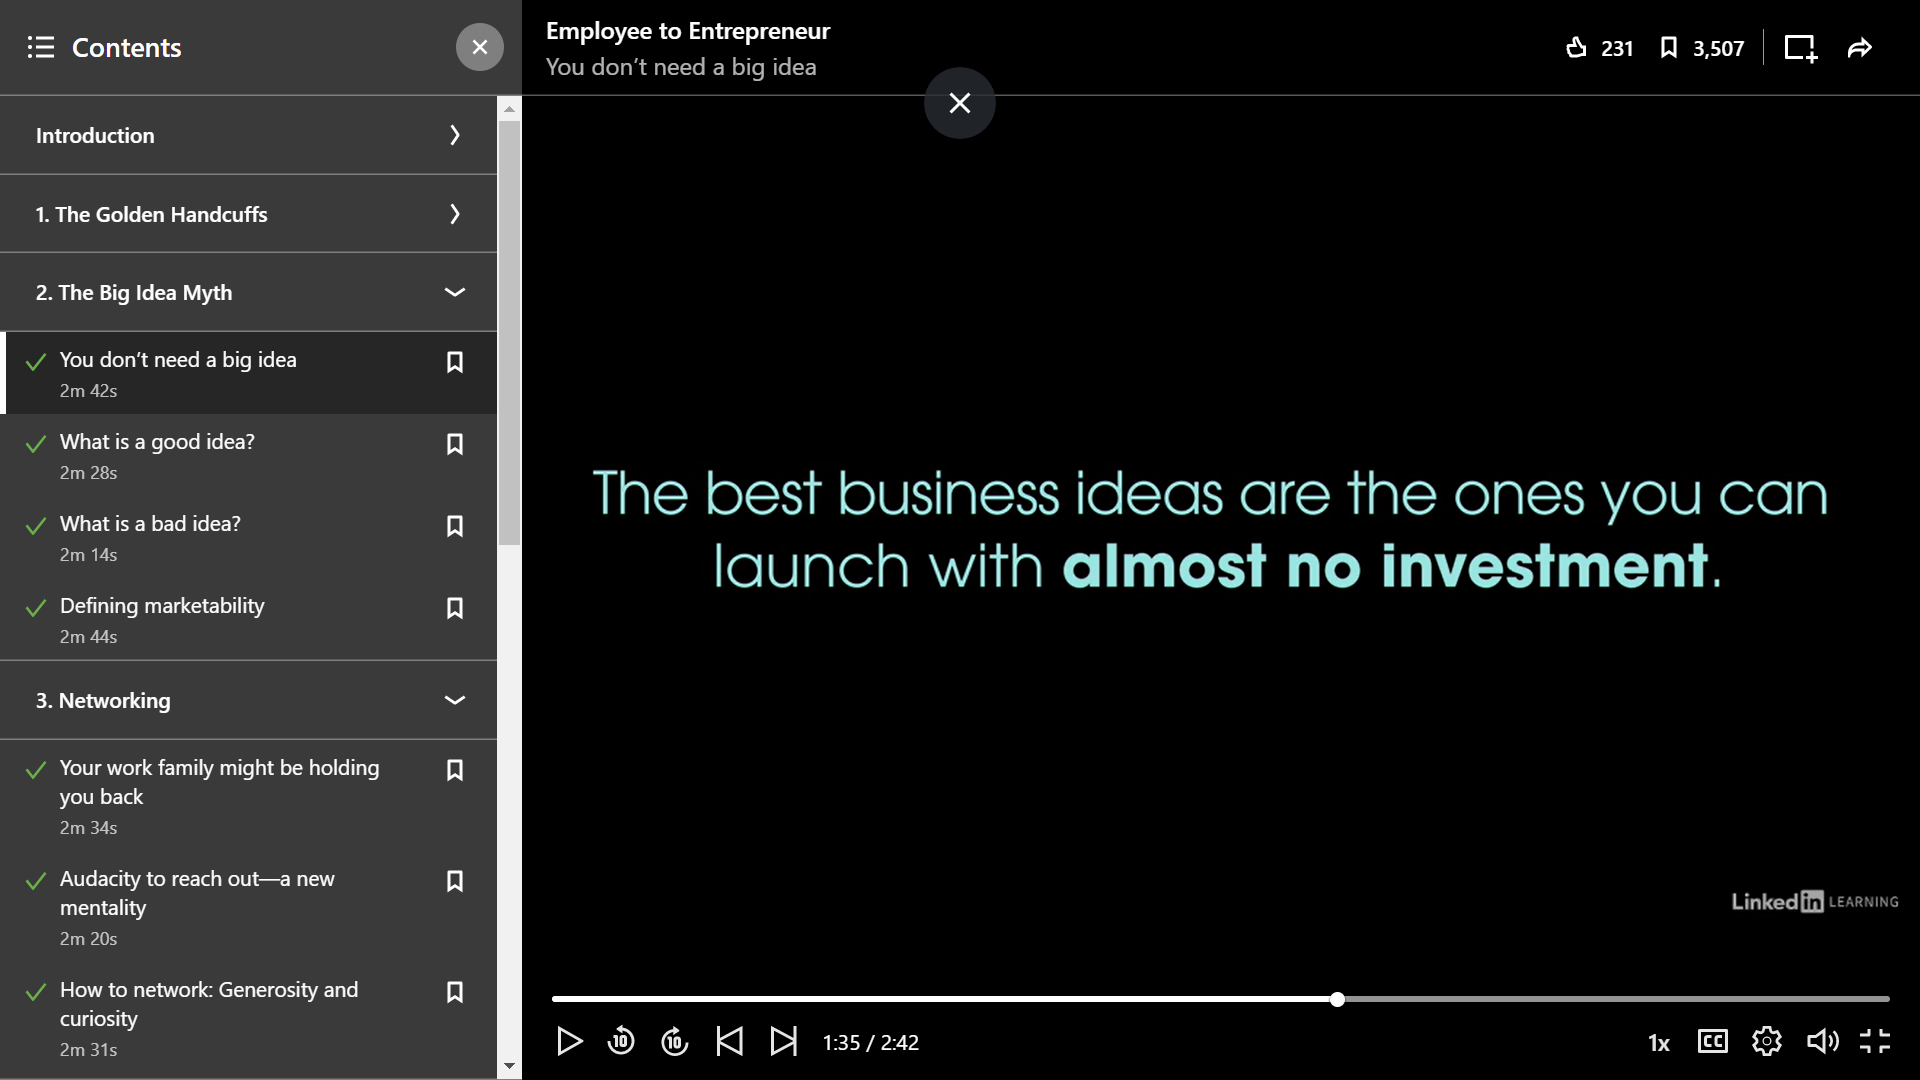 Contents
Introduction
1. The Golden Handcuffs
2. The Big Idea Myth
You don’t need a big idea
2m 42s
What is a good idea?
2m 28s
What is a bad idea?
2m 14s
Defining marketability
2m 44s
3. Networking
Your work family might be holding
you back
2m 34s
Audacity to reach out—a new
mentality
2m 20s
How to network: Generosity and
curiosity
2m 31s
Employee to Entrepreneur
You don’t need a big idea
231
3,507
The best business ideas are the ones you can
launch with almost no investment.
LinkedIn LEARNING
10
10
1:35 / 2:42
1x
CC